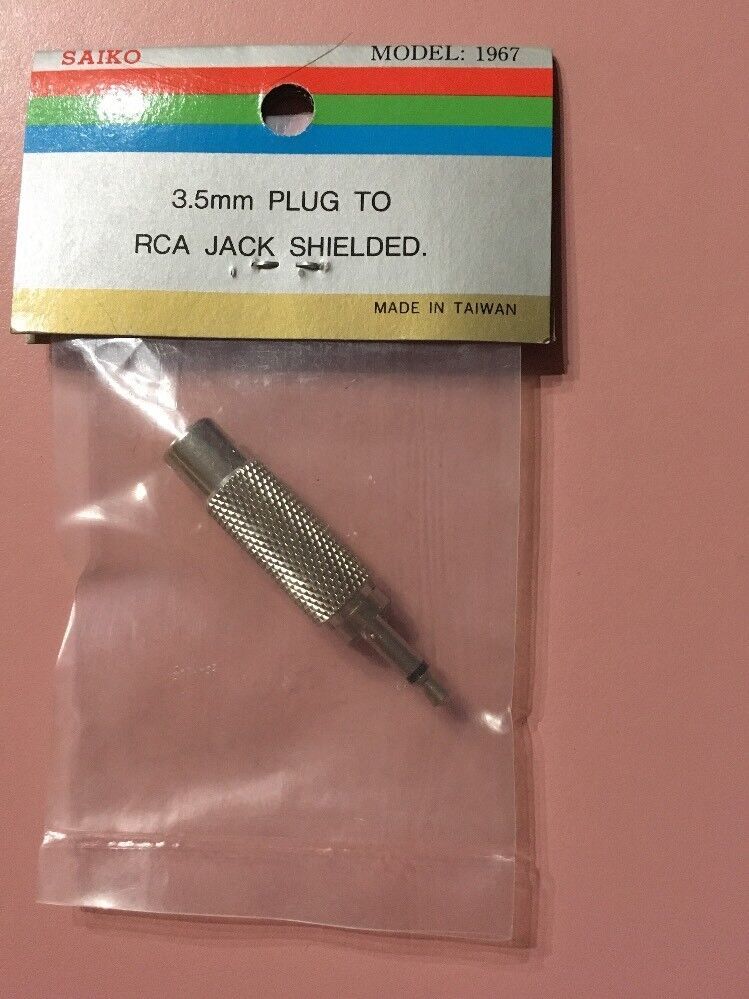 SAIKO MODEL: 1967
3.5mm PLUG TO
RCA JACK SHIELDED.
MADE IN TAIWAN